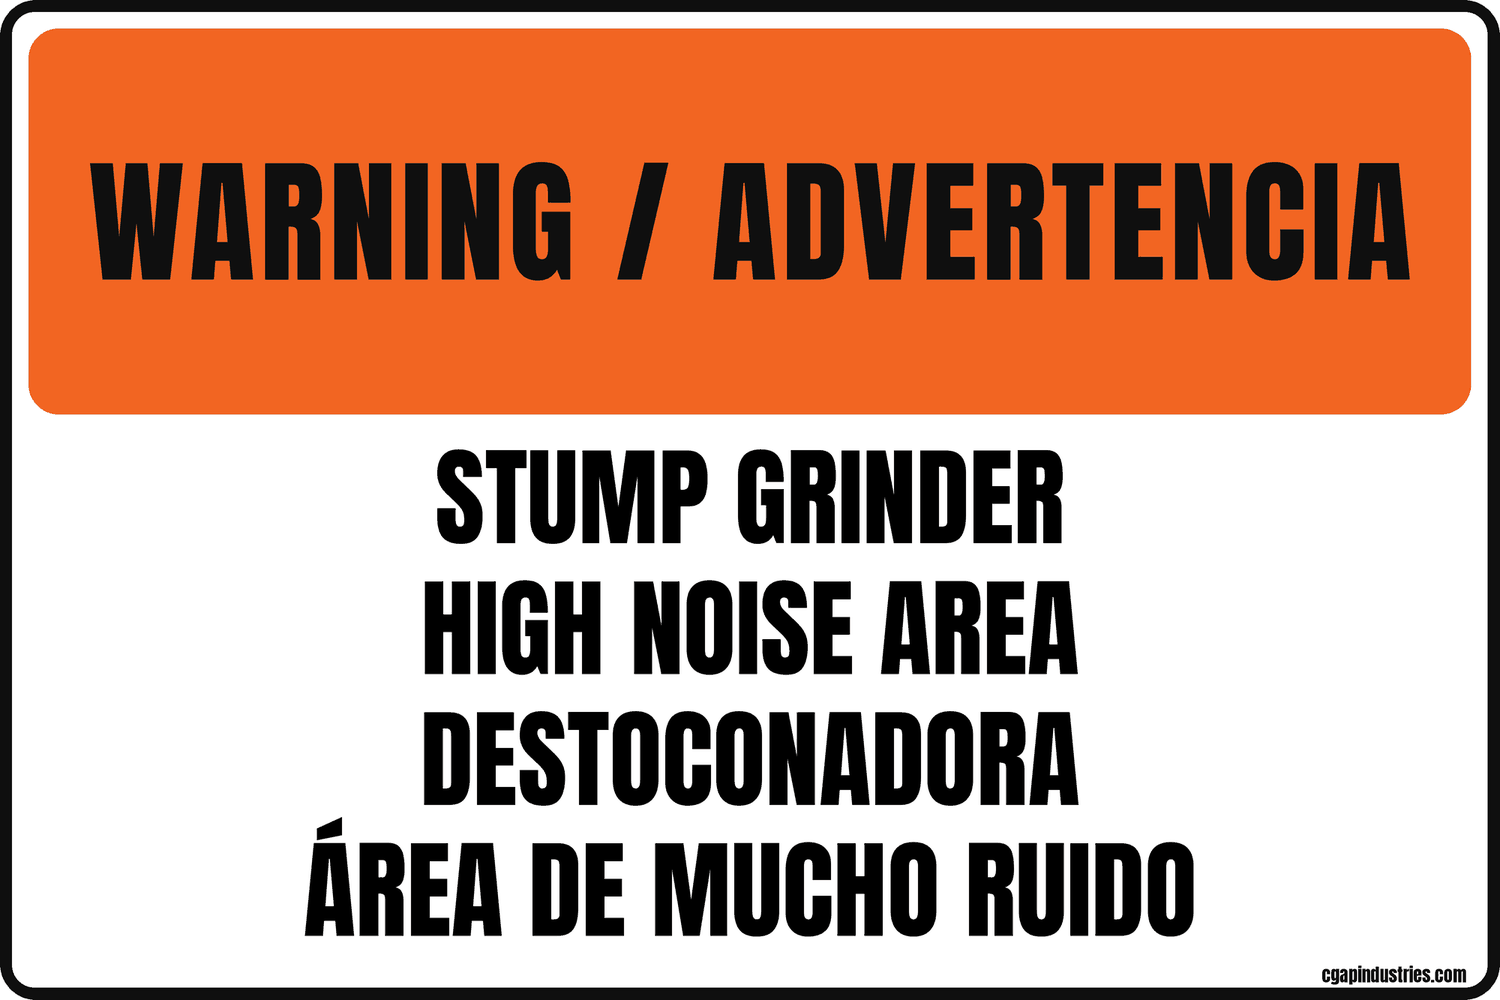 WARNING / ADVERTENCIA
STUMP GRINDER
HIGH NOISE AREA
DESTOCONADORA
ÁREA DE MUCHO RUIDO
cgapindustries.com